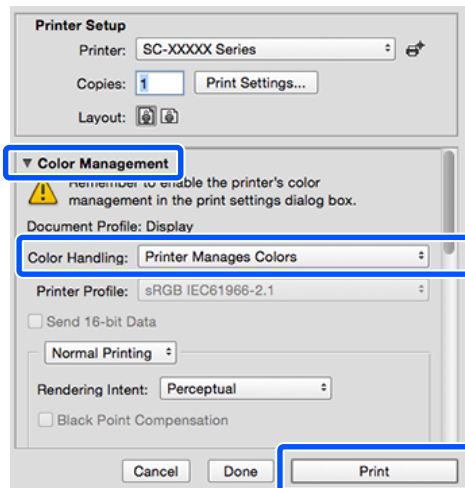 Printer Setup
Printer: SC-XXXXX Series
Copies: 1 Print Settings...
Layout:
Color Management
Remember to enable the printer's color
management in the print settings dialog box.
Document Profile: Display
Color Handling: Printer Manages Colors
Printer Profile: sRGB IEC61966-2.1
Send 16-bit Data
Normal Printing
Rendering Intent: Perceptual
Black Point Compensation
Cancel Done Print